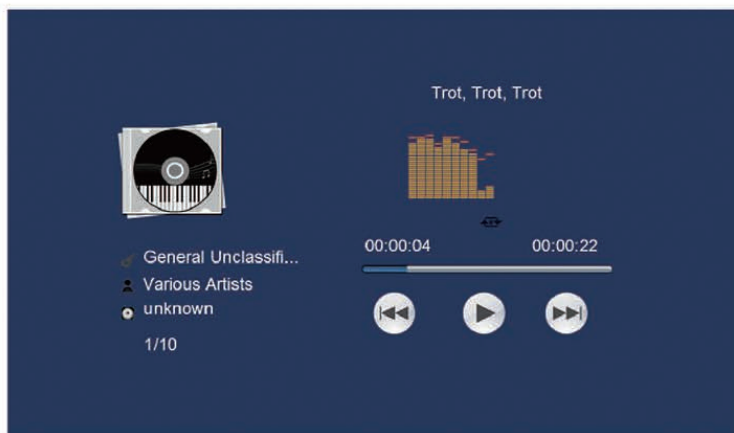 Trot, Trot, Trot
General Unclassifi...
Various Artists
unknown
1/10
00:00:04
00:00:22